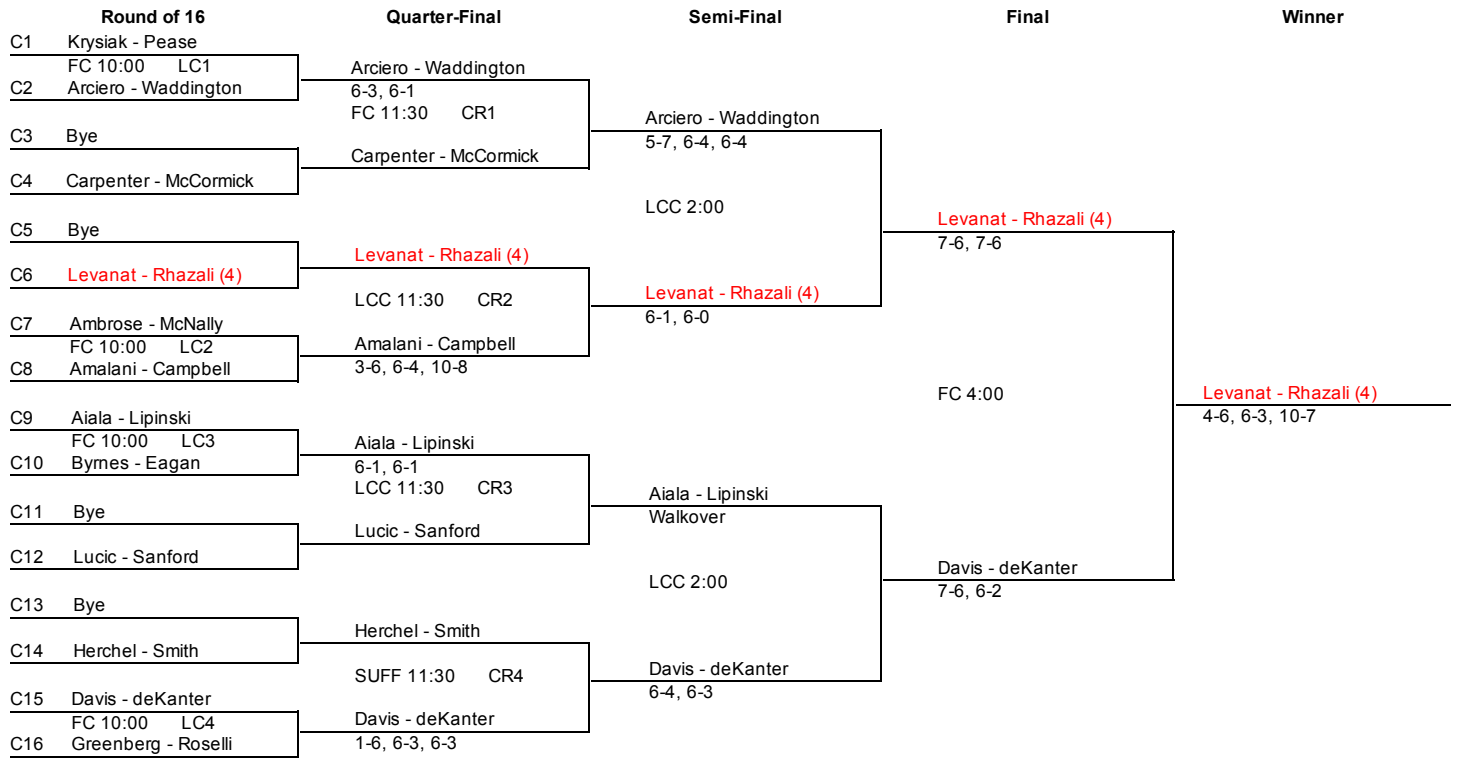 Round of 16 Quarter-Final Semi-Final Final Winner
C1 Krysiak - Pease
FC 10:00 LC1
C2 Arciero - Waddington
C3 Bye
C4 Carpenter - McCormick
C5 Bye
C6 Levanat - Rhazali (4)
C7 Ambrose - McNally
FC 10:00 LC2
C8 Amalani - Campbell
C9 Aiala - Lipinski
FC 10:00 LC3
C10 Byrnes - Eagan
C11 Bye
C12 Lucic - Sanford
C13 Bye
C14 Herchel - Smith
C15 Davis - deKanter
FC 10:00 LC4
C16 Greenberg - Roselli
Arciero - Waddington
6-3, 6-1
FC 11:30 CR1
Carpenter - McCormick
Levanat - Rhazali (4)
LCC 11:30 CR2
Amalani - Campbell
3-6, 6-4, 10-8
Aiala - Lipinski
6-1, 6-1
LCC 11:30 CR3
Lucic - Sanford
Herchel - Smith
SUFF 11:30 CR4
Davis - deKanter
1-6, 6-3, 6-3
Arciero - Waddington
5-7, 6-4, 6-4
LCC 2:00
Levanat - Rhazali (4)
6-1, 6-0
Aiala - Lipinski
Walkover
LCC 2:00
Davis - deKanter
6-4, 6-3
Levanat - Rhazali (4)
7-6, 7-6
FC 4:00
Davis - deKanter
7-6, 6-2
Levanat - Rhazali (4)
4-6, 6-3, 10-7